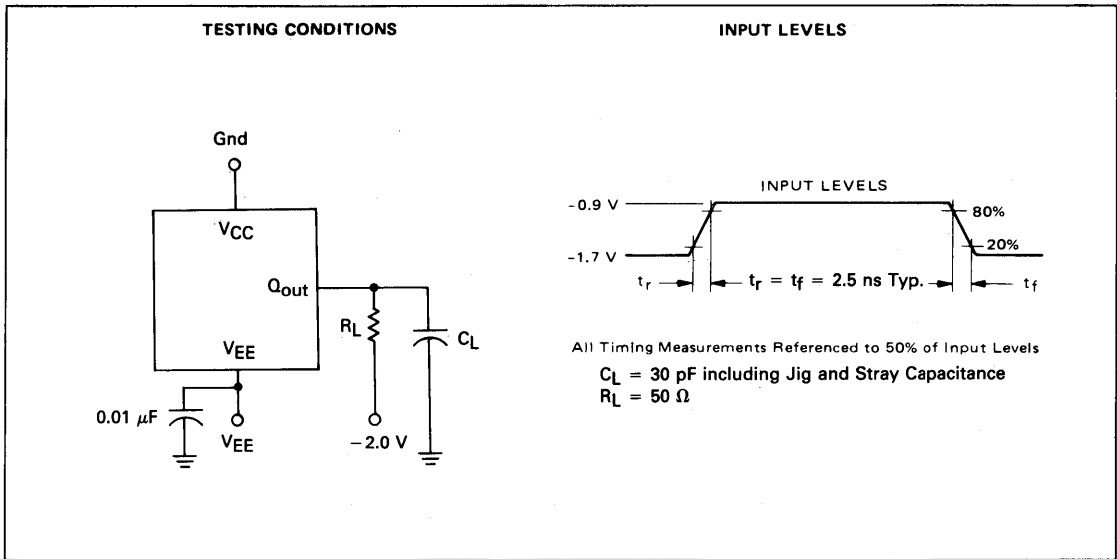 TESTING CONDITIONS
Gnd
VCC
Qout
RL
CL
VEE
0.01 μF
VEE
−2.0 V
INPUT LEVELS
INPUT LEVELS
-0.9 V
80%
-1.7 V
20%
tr
tr = tf = 2.5 ns Typ.
tf
All Timing Measurements Referenced to 50% of Input Levels
CL = 30 pF including Jig and Stray Capacitance
RL = 50 Ω